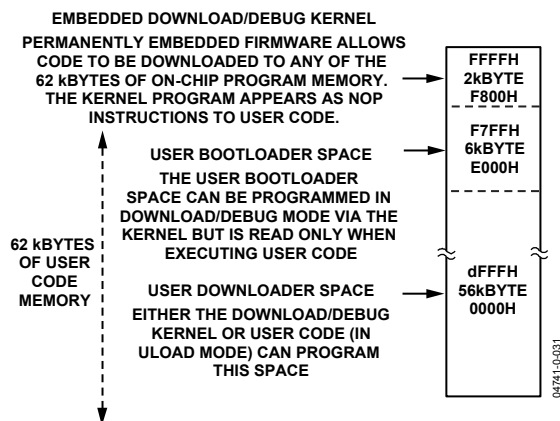 EMBEDDED DOWNLOAD/DEBUG KERNEL
PERMANENTLY EMBEDDED FIRMWARE ALLOWS
CODE TO BE DOWNLOADED TO ANY OF THE
62 kBYTES OF ON-CHIP PROGRAM MEMORY.
THE KERNEL PROGRAM APPEARS AS NOP
INSTRUCTIONS TO USER CODE.
FFFFH
2kBYTE
F800H
USER BOOTLOADER SPACE
THE USER BOOTLOADER
SPACE CAN BE PROGRAMMED IN
DOWNLOAD/DEBUG MODE VIA THE
KERNEL BUT IS READ ONLY WHEN
EXECUTING USER CODE
F7FFH
6kBYTE
E000H
62 kBYTES
OF USER
CODE
MEMORY
USER DOWNLOADER SPACE
EITHER THE DOWNLOAD/DEBUG
KERNEL OR USER CODE (IN
ULOAD MODE) CAN PROGRAM
THIS SPACE
dFFFH
56kBYTE
0000H
04741-0-031